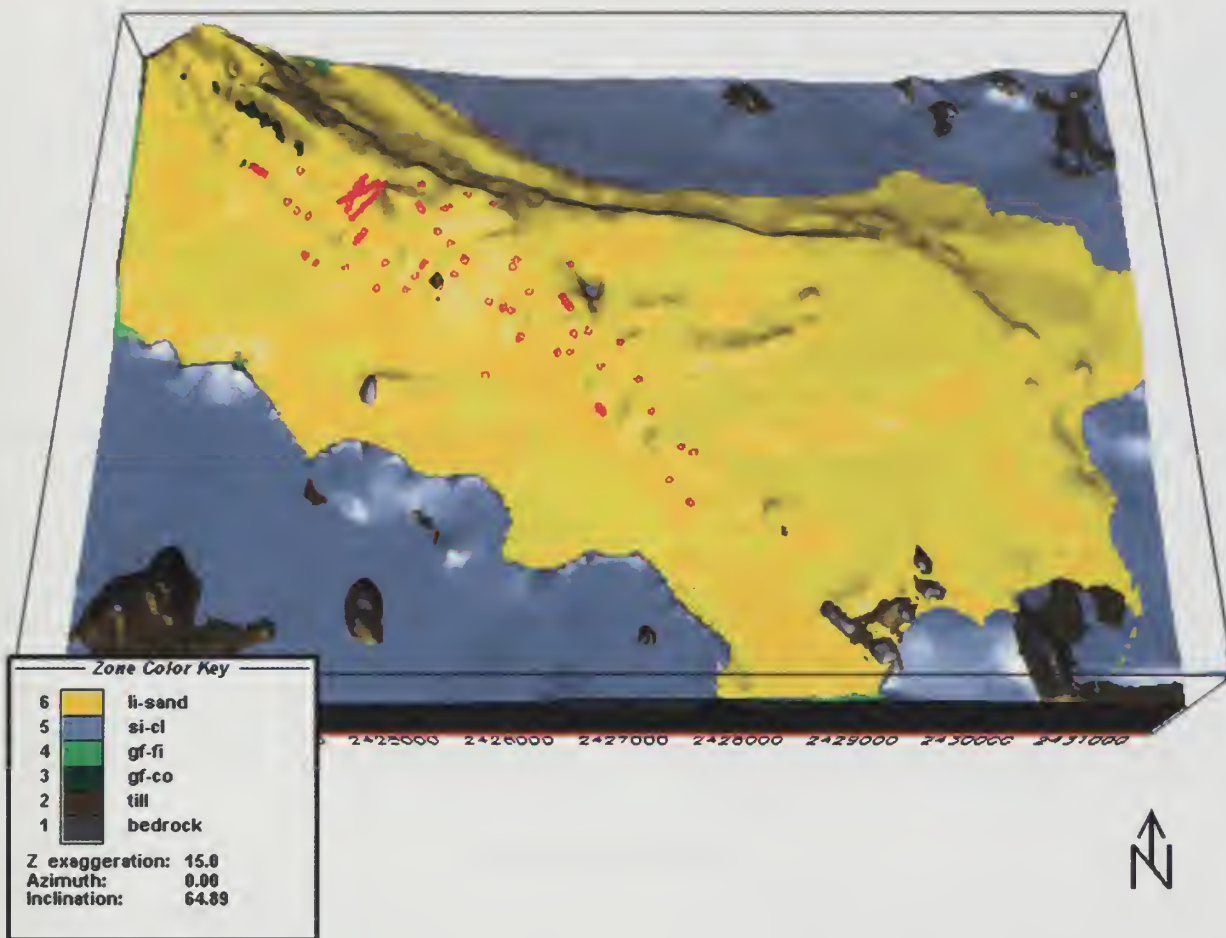 2425000 2426000 2427000 2428000 2429000 2430000 2431000
Zone Color Key
6 li-sand
5 si-cl
4 gf-fi
3 gf-co
2 till
1 bedrock
Z exaggeration: 15.0
Azimuth: 0.00
Inclination: 64.89
N